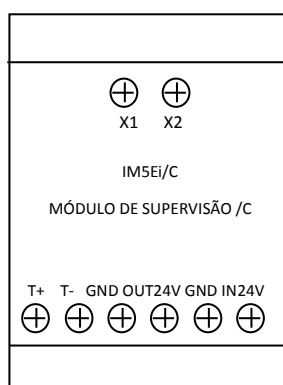 X1 X2
IM5Ei/C
MÓDULO DE SUPERVISÃO /C
T+ T- GND OUT24V GND IN24V